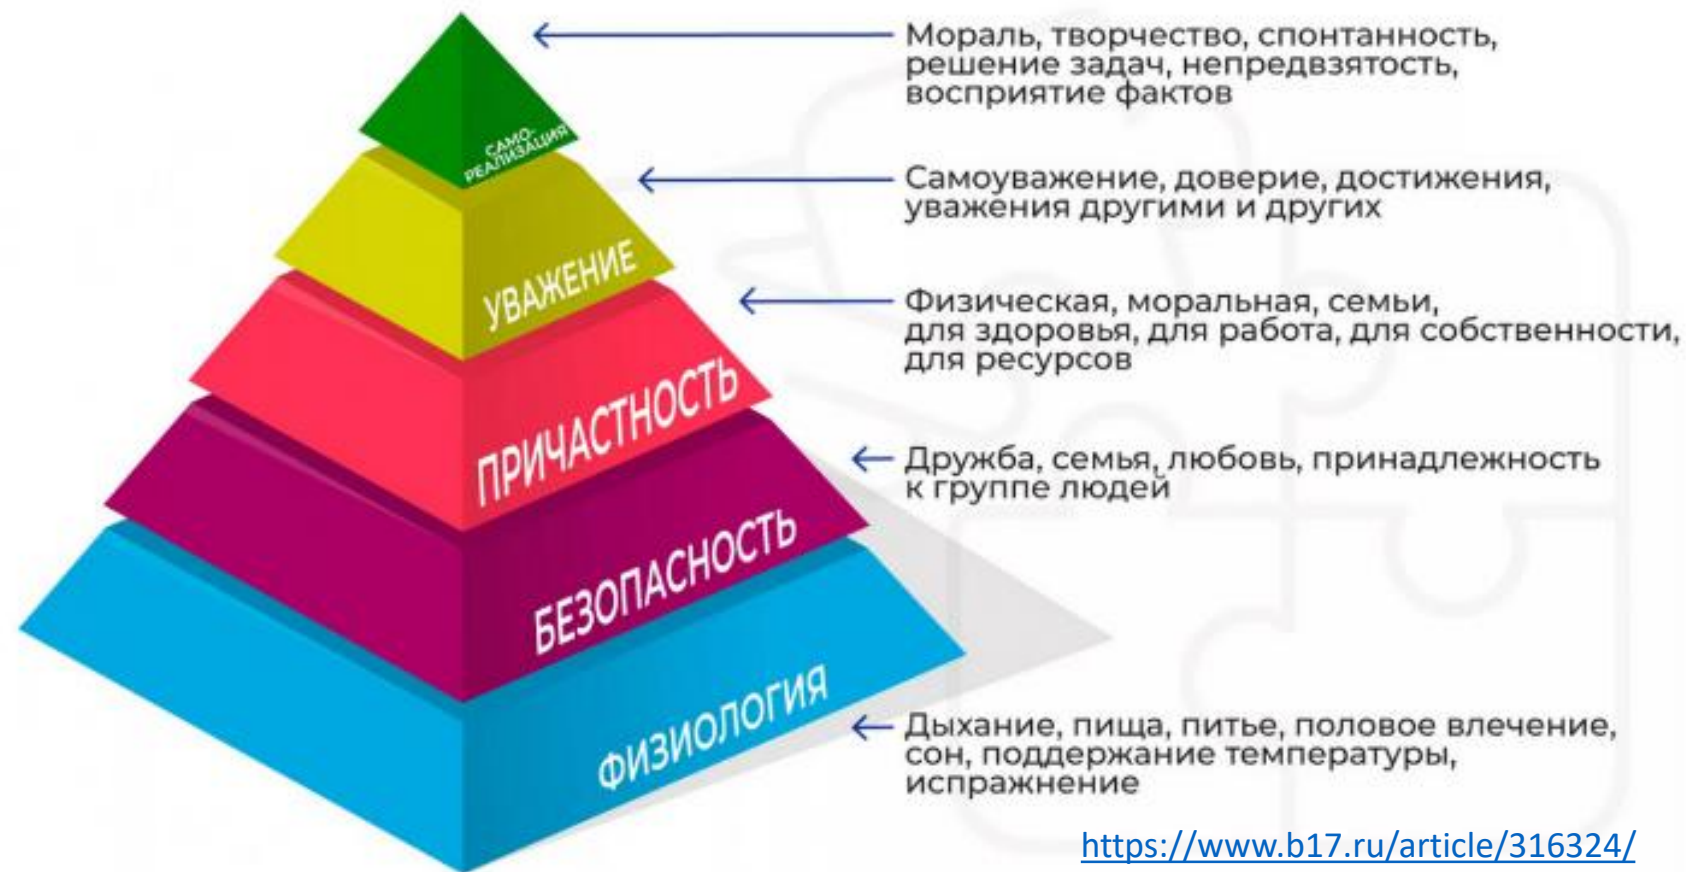 Мораль, творчество, спонтанность,
решение задач, непредвзятость,
восприятие фактов
САМО-
РЕАЛИЗАЦИЯ
Самоуважение, доверие, достижения,
уважения другими и других
УВАЖЕНИЕ
Физическая, моральная, семьи,
для здоровья, для работа, для собственности,
для ресурсов
ПРИЧАСТНОСТЬ
Дружба, семья, любовь, принадлежность
к группе людей
БЕЗОПАСНОСТЬ
Дыхание, пища, питье, половое влечение,
сон, поддержание температуры,
испражнение
ФИЗИОЛОГИЯ
https://www.b17.ru/article/316324/